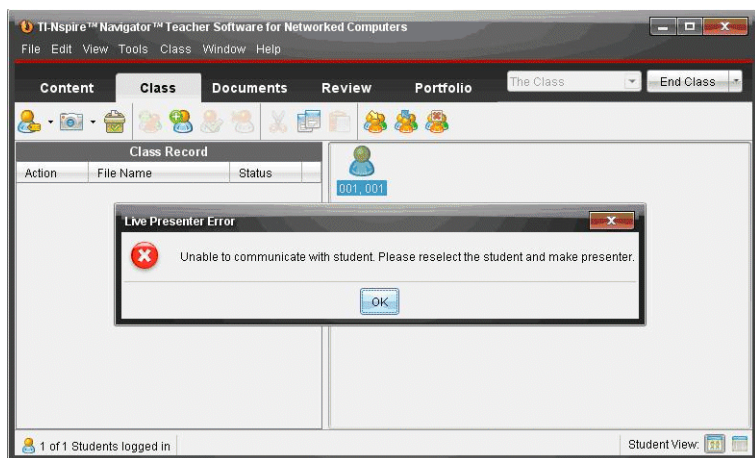 TI-Nspire™ Navigator™ Teacher Software for Networked Computers
File Edit View Tools Class Window Help
Content Class Documents Review Portfolio The Class End Class
Class Record
Action File Name Status
001, 001
Live Presenter Error
Unable to communicate with student. Please reselect the student and make presenter.
OK
1 of 1 Students logged in
Student View: